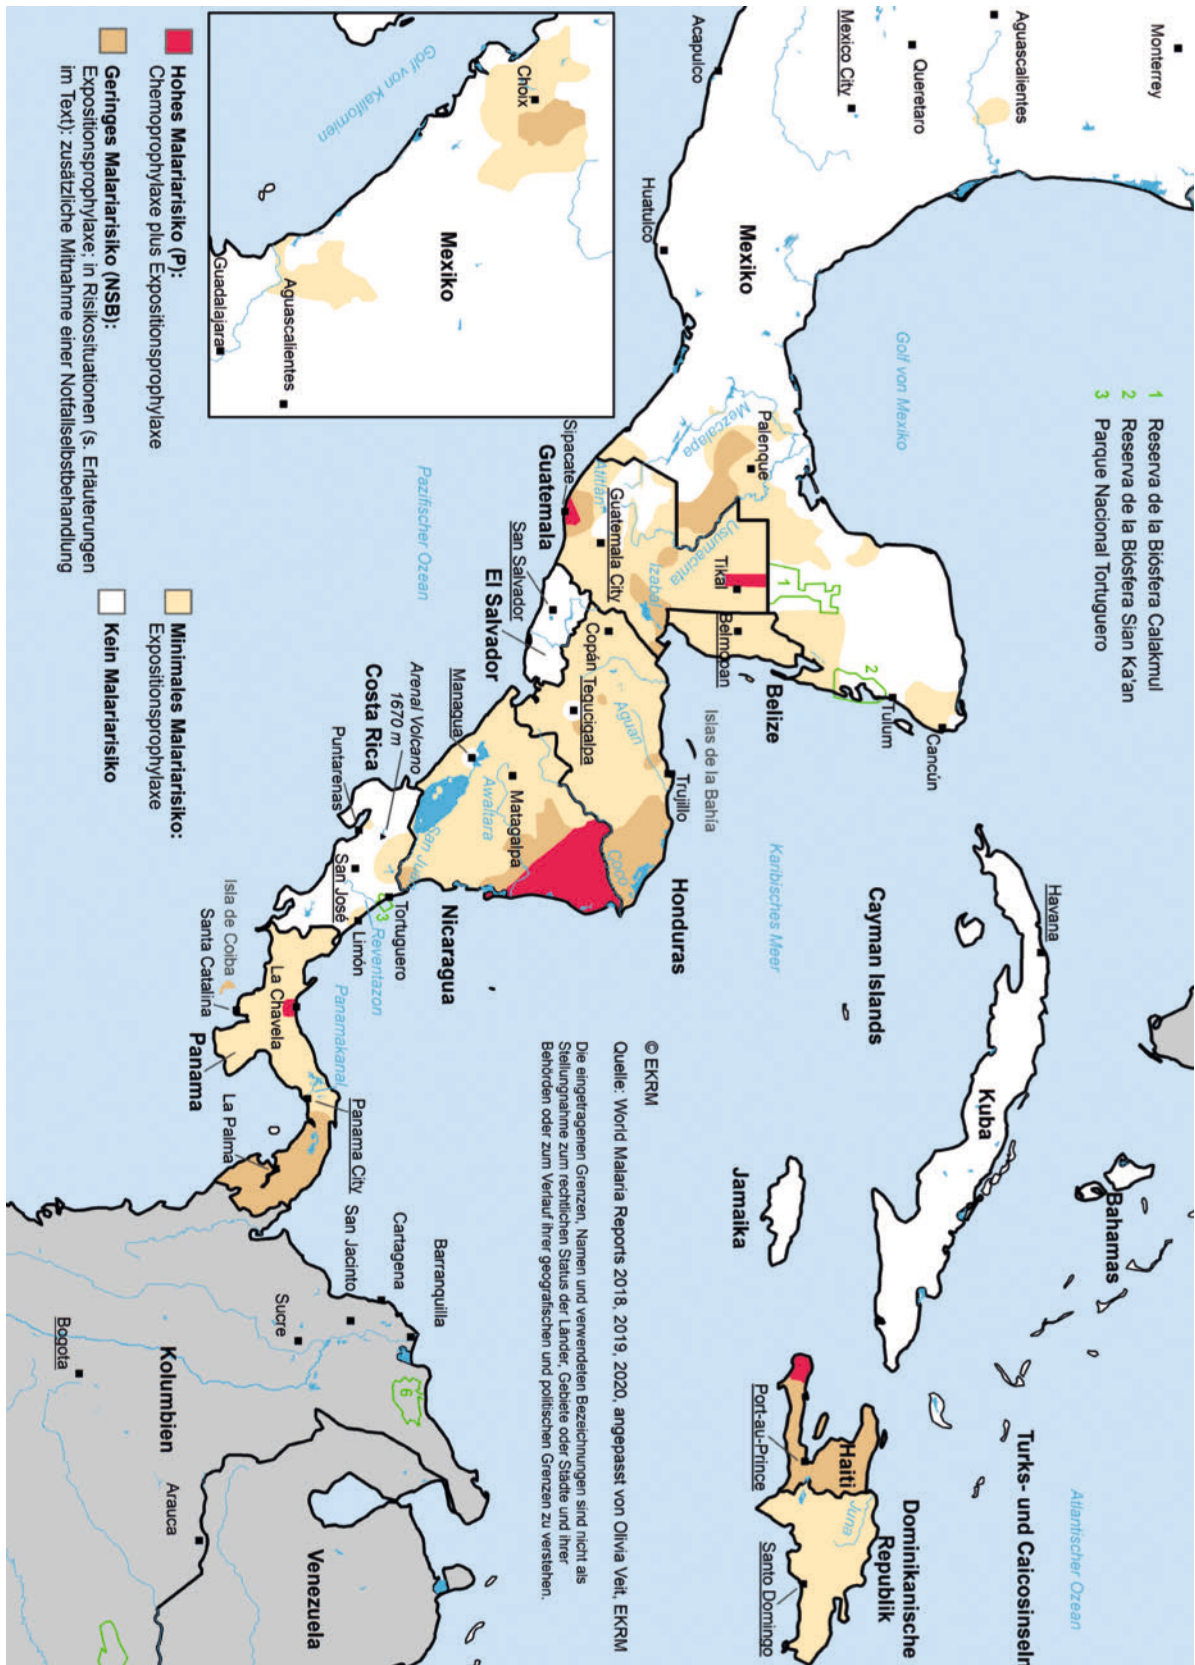 Monterrey
Aguascalientes
Queretaro
Mexico City
Acapulco
Huatulco
Mexiko
Golf von Mexiko
1 Reserva de la Biósfera Calakmul
2 Reserva de la Biósfera Sian Ka'an
3 Parque Nacional Tortuguero
Golf von Kalifornien
Choix
Mexiko
Aguascalientes
Guadalajara
Palenque
Mezcalapa
Usumacinta
Tikal
1
2
Tulum
Cancún
Belmopan
Belize
Sipacate
Atitlán
Guatemala
Guatemala City
Izabal
San Salvador
El Salvador
Copán
Tequcigalpa
Aguan
Trujillo
Islas de la Bahía
Honduras
Coco
Pazifischer Ozean
Managua
Matagalpa
Awaltara
San Juan
Nicaragua
Arenal Volcano
1670 m
Costa Rica
Puntarenas
San José
Tortuguero
3
Limón
Reventazon
Isla de Coiba
Santa Catalina
La Chavela
Panama
Panamakanal
Panama City
La Palma
Karibisches Meer
Cayman Islands
Havana
Kuba
Bahamas
Jamaika
Turks- und Caicosinseln
Atlantischer Ozean
Haiti
Port-au-Prince
Dominikanische
Republik
Juna
Santo Domingo
San Jacinto
Cartagena
Barranquilla
Sucre
6
Bogota
Kolumbien
Arauca
Venezuela
© EKRM
Quelle: World Malaria Reports 2018, 2019, 2020, angepasst von Olivia Veit, EKRM
Die eingetragenen Grenzen, Namen und verwendeten Bezeichnungen sind nicht als
Stellungnahme zum rechtlichen Status der Länder, Gebiete oder Städte und ihrer
Behörden oder zum Verlauf ihrer geografischen und politischen Grenzen zu verstehen.
Hohes Malariarisiko (P):
Chemoprophylaxe plus Expositionsprophylaxe
Geringes Malariarisiko (NSB):
Expositionsprophylaxe; in Risikosituationen (s. Erläuterungen
im Text): zusätzliche Mitnahme einer Notfallselbstbehandlung
Minimales Malariarisiko:
Expositionsprophylaxe
Kein Malariarisiko